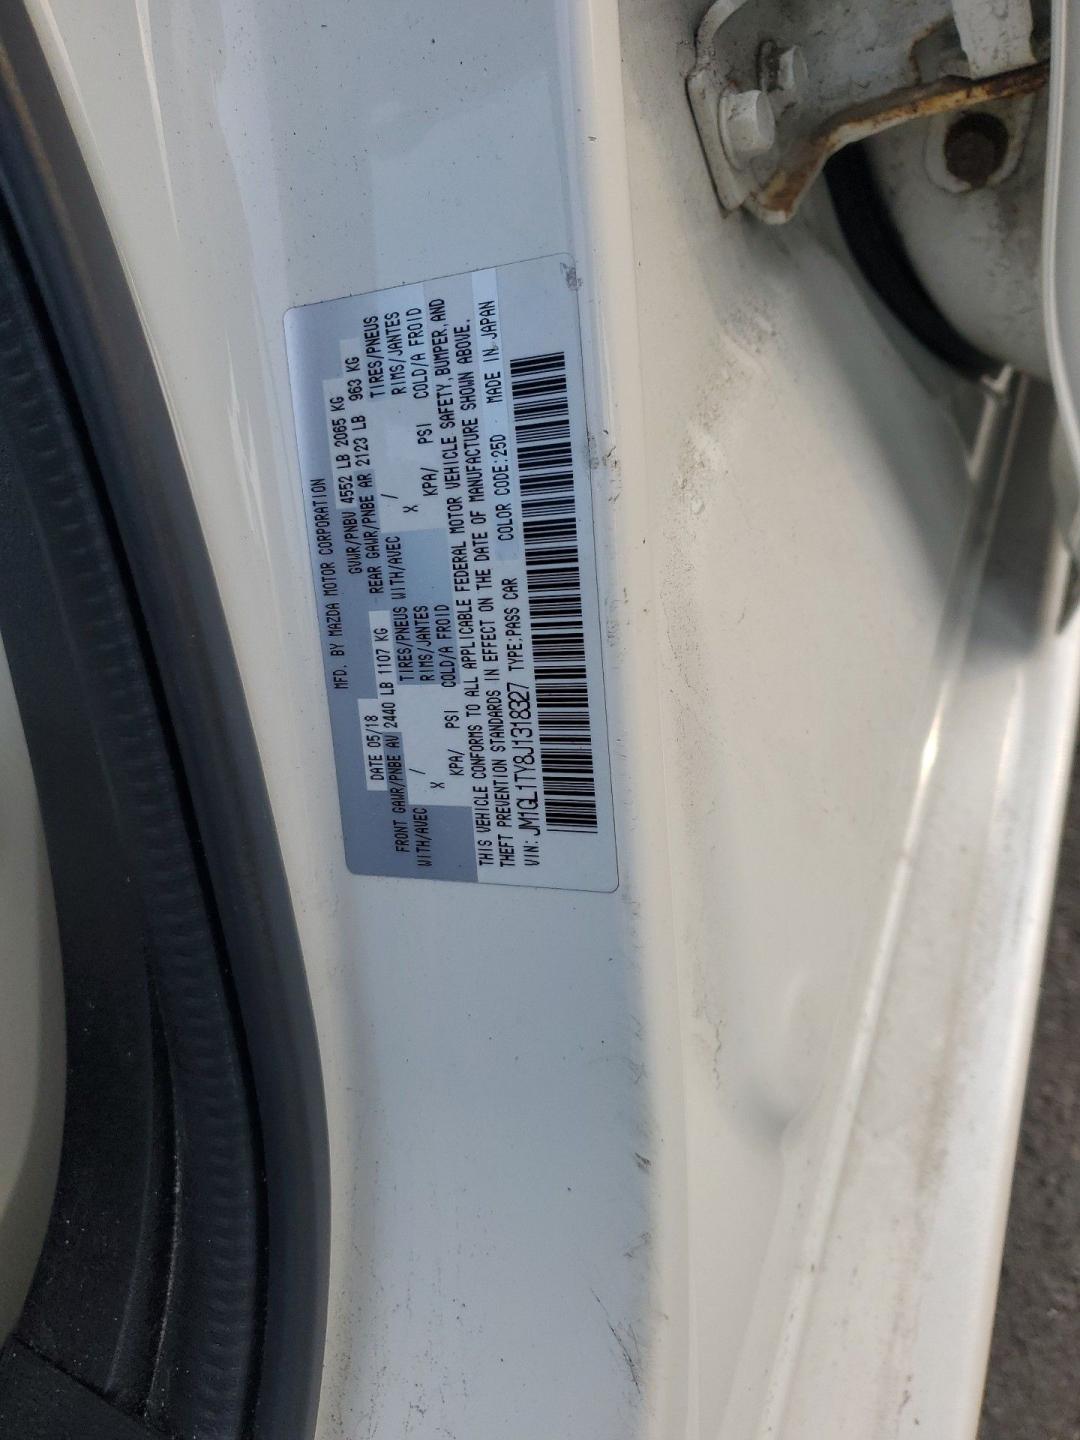 MFD. BY MAZDA MOTOR CORPORATION
DATE 05/18 GVWR/PNBV 4552 LB 2065 KG
FRONT GAWR/PNBE AV 2440 LB 1107 KG REAR GAWR/PNBE AR 2123 LB 963 KG
WITH/AVEC / TIRES/PNEUS WITH/AVEC / TIRES/PNEUS
X RIMS/JANTES X RIMS/JANTES
KPA/ PSI COLD/A FROID KPA/ PSI COLD/A FROID
THIS VEHICLE CONFORMS TO ALL APPLICABLE FEDERAL MOTOR VEHICLE SAFETY, BUMPER, AND
THEFT PREVENTION STANDARDS IN EFFECT ON THE DATE OF MANUFACTURE SHOWN ABOVE.
VIN: JM1GL1TY8J1318327 TYPE:PASS CAR COLOR CODE:25D MADE IN JAPAN